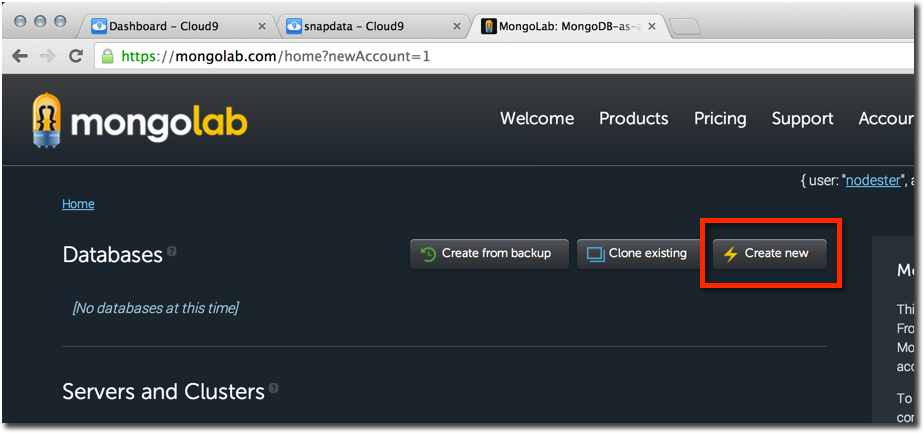 Dashboard – Cloud9
snapdata – Cloud9
MongoLab: MongoDB-as-a
https://mongolab.com/home?newAccount=1
mongolab
Welcome Products Pricing Support Accoun
{ user: "nodester", a
Home
Databases ?
Create from backup
Clone existing
Create new
[No databases at this time]
Servers and Clusters ?
Mo
Thi
Fro
Mo
acc
To
con